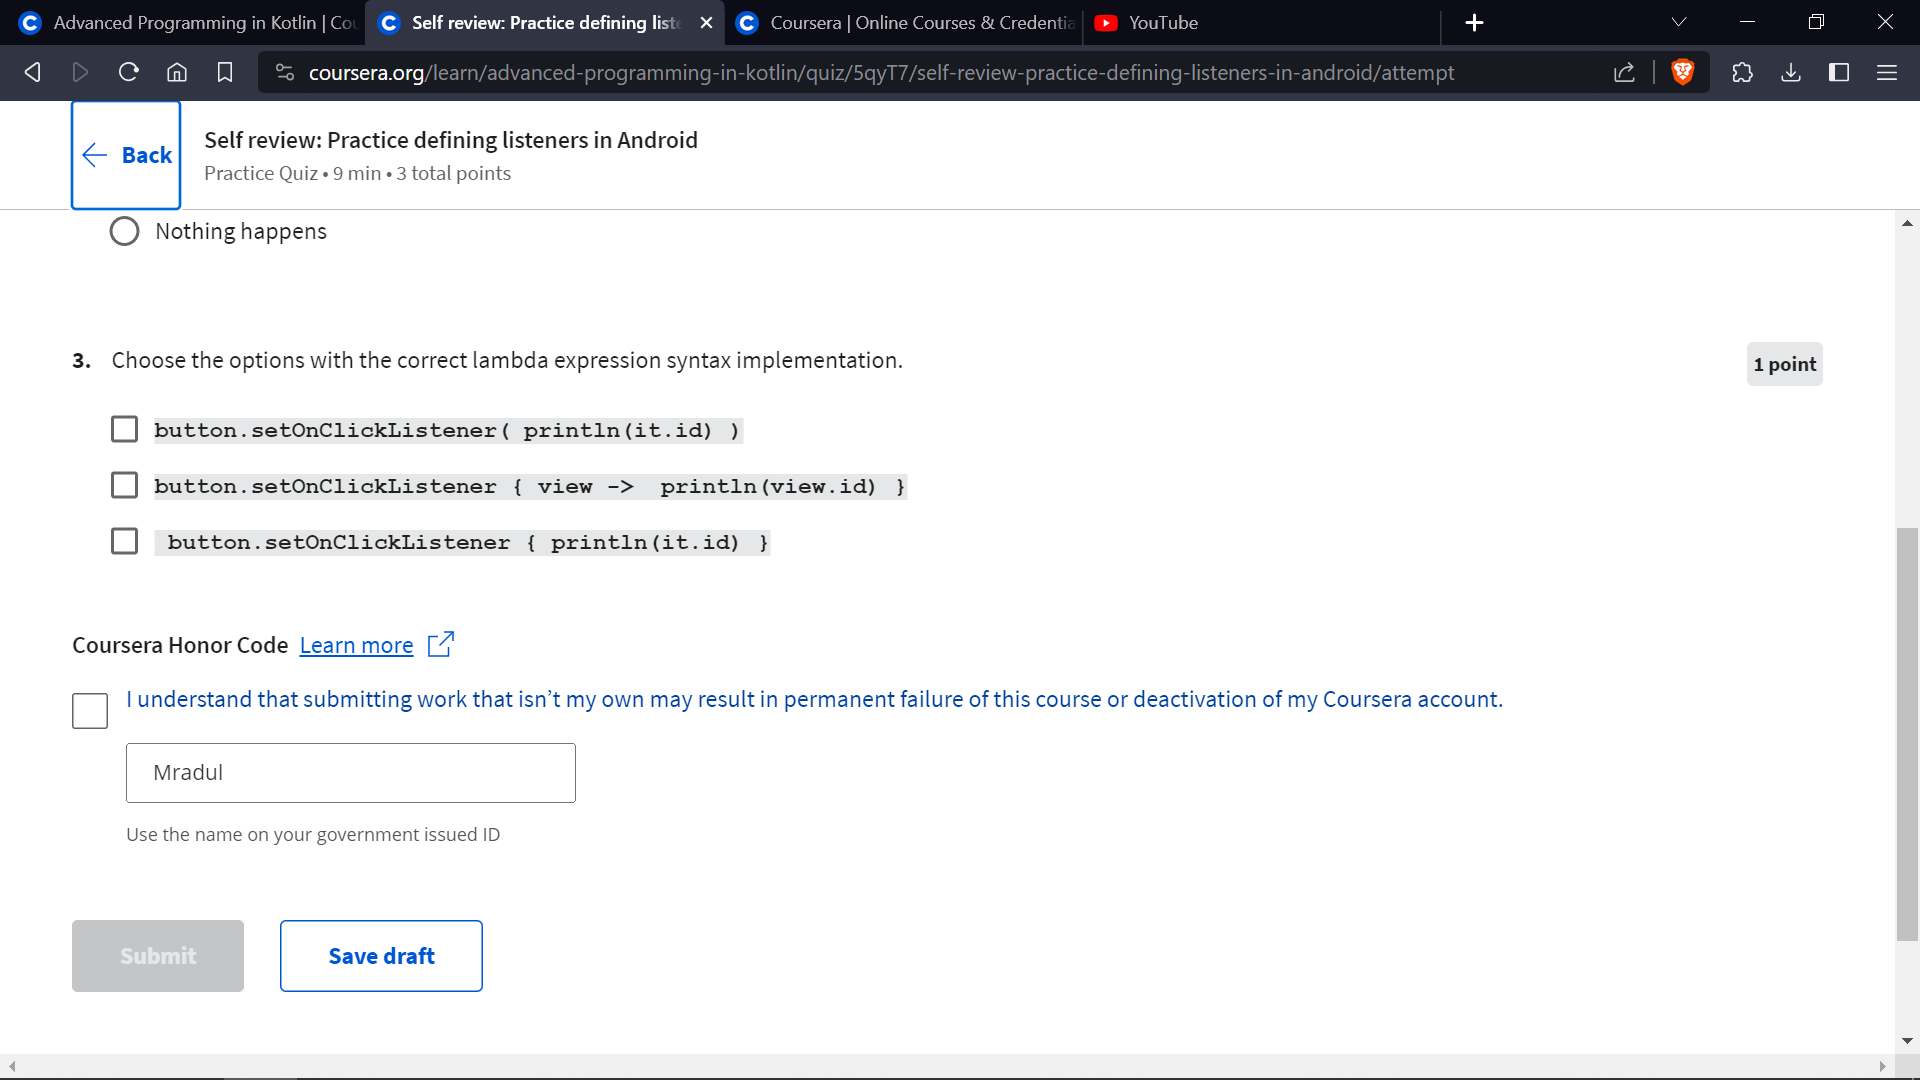 Advanced Programming in Kotlin | Cou
Self review: Practice defining liste
Coursera | Online Courses & Credentia
YouTube
coursera.org/learn/advanced-programming-in-kotlin/quiz/5qyT7/self-review-practice-defining-listeners-in-android/attempt
Back
Self review: Practice defining listeners in Android
Practice Quiz • 9 min • 3 total points
Nothing happens
3. Choose the options with the correct lambda expression syntax implementation.
1 point
button.setOnClickListener( println(it.id) )
button.setOnClickListener { view ->  println(view.id) }
button.setOnClickListener { println(it.id) }
Coursera Honor Code Learn more
I understand that submitting work that isn’t my own may result in permanent failure of this course or deactivation of my Coursera account.
Mradul
Use the name on your government issued ID
Submit
Save draft